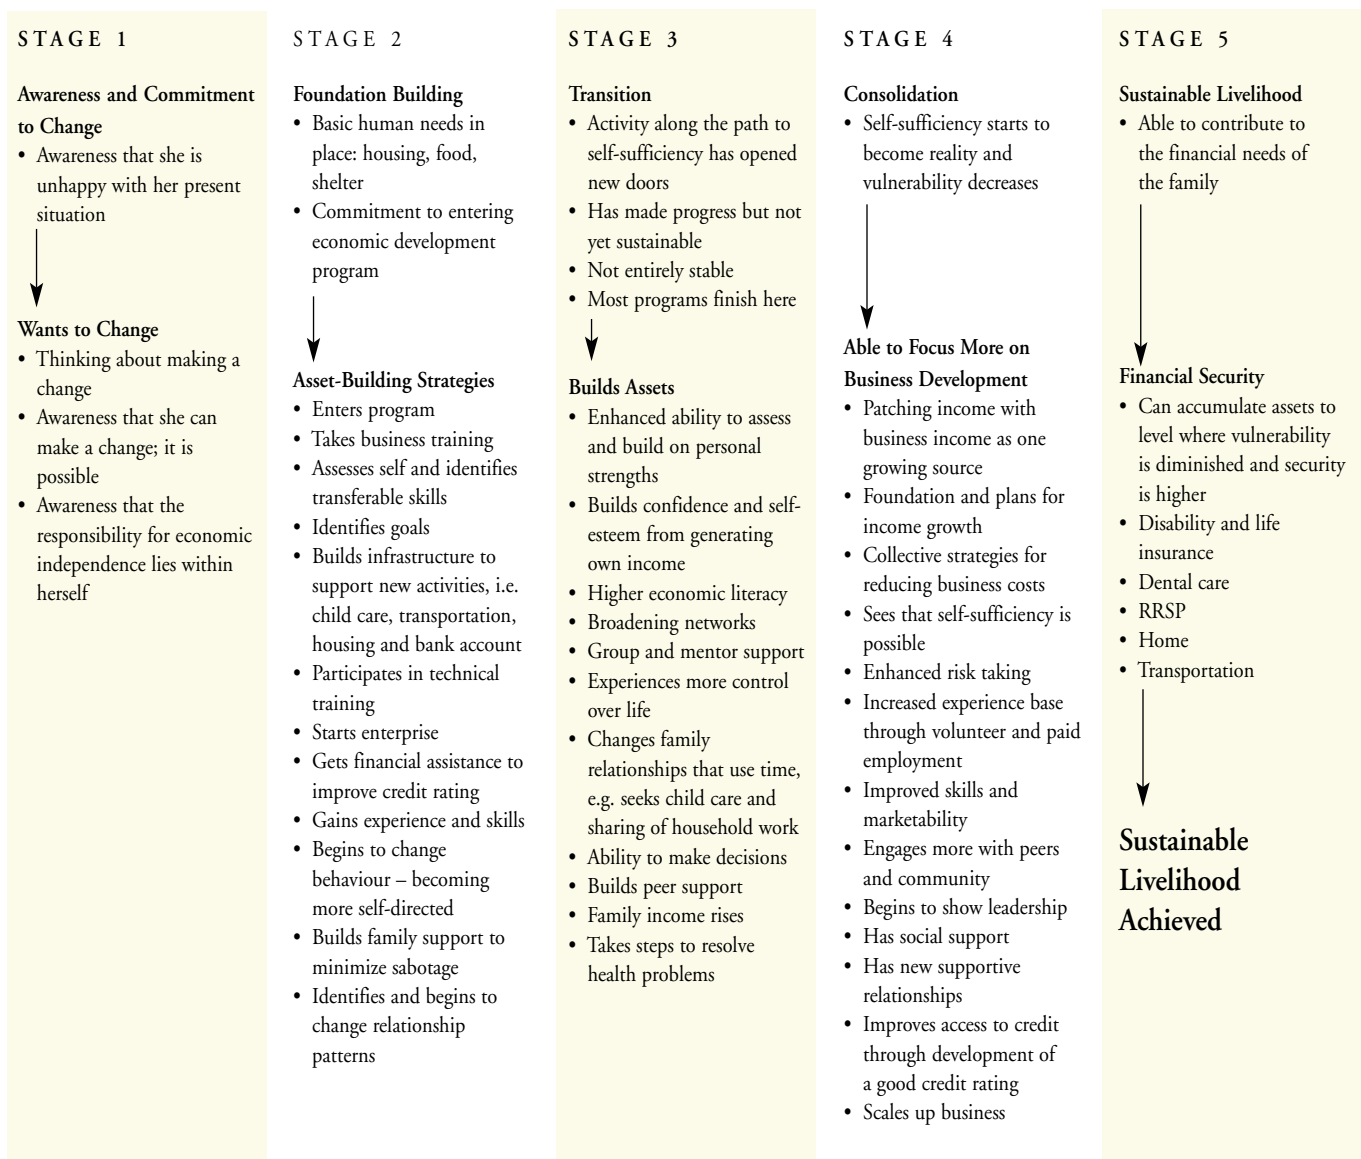 STAGE 1
Awareness and Commitment
to Change
• Awareness that she is
unhappy with her present
situation
Wants to Change
• Thinking about making a
change
• Awareness that she can
make a change; it is
possible
• Awareness that the
responsibility for economic
independence lies within
herself
STAGE 2
Foundation Building
• Basic human needs in
place: housing, food,
shelter
• Commitment to entering
economic development
program
Asset-Building Strategies
• Enters program
• Takes business training
• Assesses self and identifies
transferable skills
• Identifies goals
• Builds infrastructure to
support new activities, i.e.
child care, transportation,
housing and bank account
• Participates in technical
training
• Starts enterprise
• Gets financial assistance to
improve credit rating
• Gains experience and skills
• Begins to change
behaviour – becoming
more self-directed
• Builds family support to
minimize sabotage
• Identifies and begins to
change relationship
patterns
STAGE 3
Transition
• Activity along the path to
self-sufficiency has opened
new doors
• Has made progress but not
yet sustainable
• Not entirely stable
• Most programs finish here
Builds Assets
• Enhanced ability to assess
and build on personal
strengths
• Builds confidence and self-
esteem from generating
own income
• Higher economic literacy
• Broadening networks
• Group and mentor support
• Experiences more control
over life
• Changes family
relationships that use time,
e.g. seeks child care and
sharing of household work
• Ability to make decisions
• Builds peer support
• Family income rises
• Takes steps to resolve
health problems
STAGE 4
Consolidation
• Self-sufficiency starts to
become reality and
vulnerability decreases
Able to Focus More on
Business Development
• Patching income with
business income as one
growing source
• Foundation and plans for
income growth
• Collective strategies for
reducing business costs
• Sees that self-sufficiency is
possible
• Enhanced risk taking
• Increased experience base
through volunteer and paid
employment
• Improved skills and
marketability
• Engages more with peers
and community
• Begins to show leadership
• Has social support
• Has new supportive
relationships
• Improves access to credit
through development of
a good credit rating
• Scales up business
STAGE 5
Sustainable Livelihood
• Able to contribute to
the financial needs of
the family
Financial Security
• Can accumulate assets to
level where vulnerability
is diminished and security
is higher
• Disability and life
insurance
• Dental care
• RRSP
• Home
• Transportation
Sustainable
Livelihood
Achieved